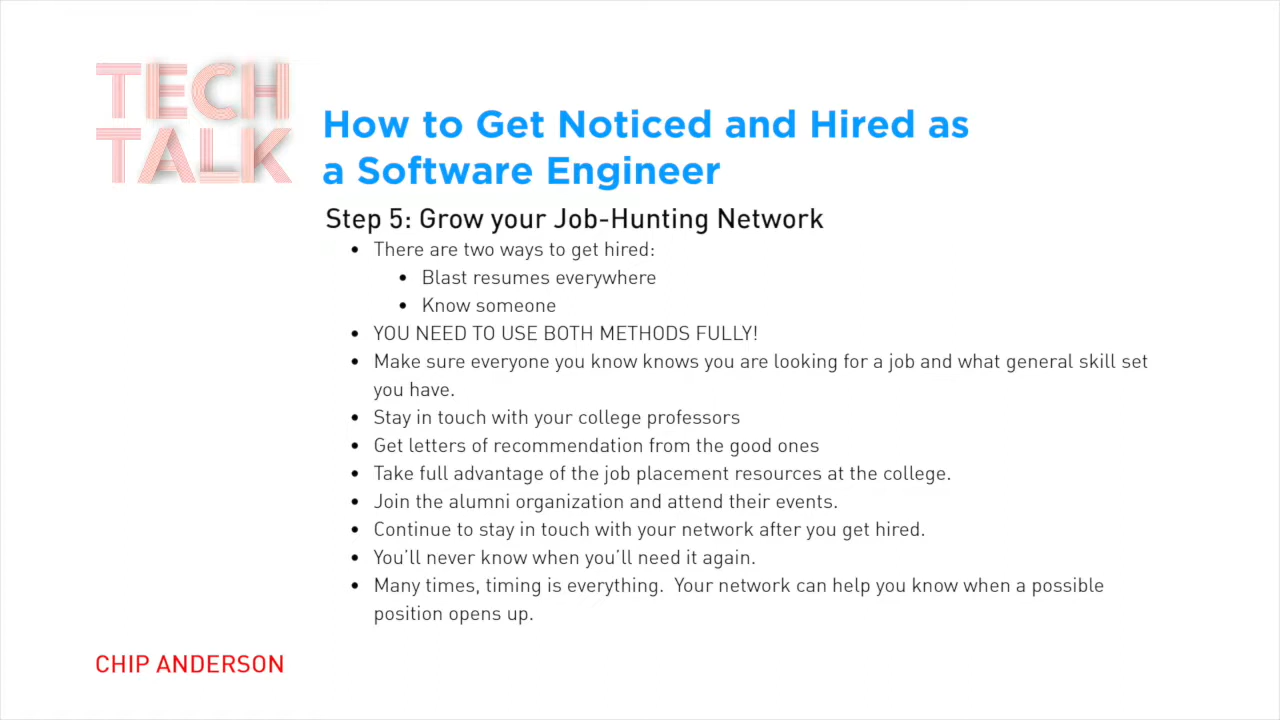 TECH
TALK
How to Get Noticed and Hired as
a Software Engineer
Step 5: Grow your Job-Hunting Network
• There are two ways to get hired:
• Blast resumes everywhere
• Know someone
• YOU NEED TO USE BOTH METHODS FULLY!
• Make sure everyone you know knows you are looking for a job and what general skill set
you have.
• Stay in touch with your college professors
• Get letters of recommendation from the good ones
• Take full advantage of the job placement resources at the college.
• Join the alumni organization and attend their events.
• Continue to stay in touch with your network after you get hired.
• You'll never know when you'll need it again.
• Many times, timing is everything.  Your network can help you know when a possible
position opens up.
CHIP ANDERSON